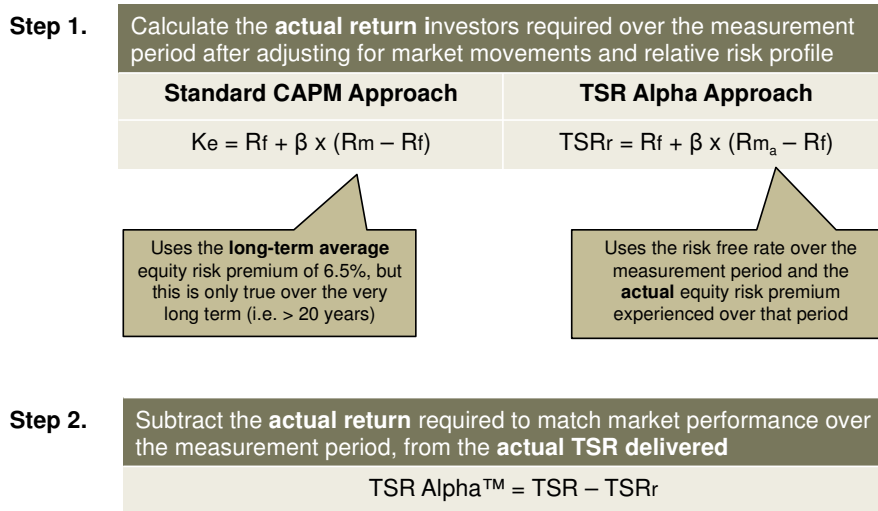 Step 1.
Calculate the actual return investors required over the measurement
period after adjusting for market movements and relative risk profile
Standard CAPM Approach
TSR Alpha Approach
Ke = Rf + β x (Rm – Rf)
TSRr = Rf + β x (Rmₐ – Rf)
Uses the long-term average
equity risk premium of 6.5%, but
this is only true over the very
long term (i.e. > 20 years)
Uses the risk free rate over the
measurement period and the
actual equity risk premium
experienced over that period
Step 2.
Subtract the actual return required to match market performance over
the measurement period, from the actual TSR delivered
TSR Alpha™ = TSR – TSRr